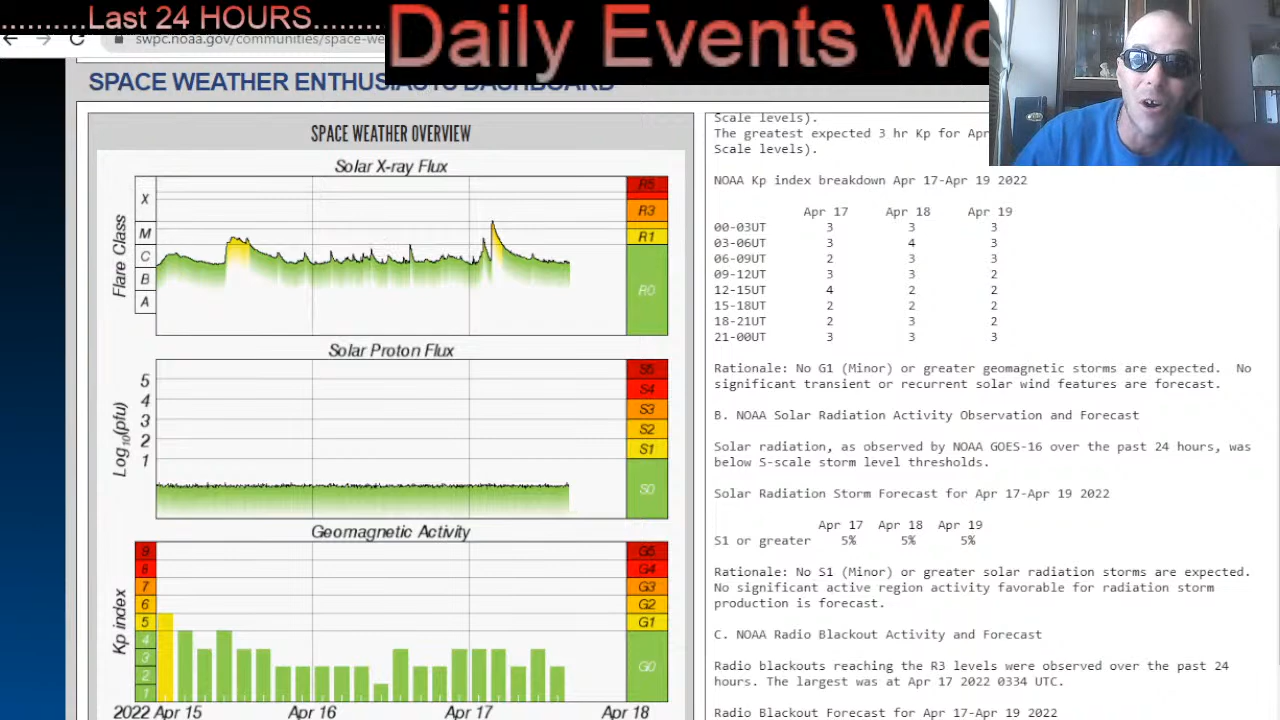 ..........Last 24 HOURS........
Daily Events Wo
swpc.noaa.gov/communities/space-we
SPACE WEATHER ENTHUSIASTS DASHBOARD
SPACE WEATHER OVERVIEW
Solar X-ray Flux
Flare Class
X
M
C
B
A
R5
R3
R1
R0
Solar Proton Flux
Log10(pfu)
5
4
3
2
1
S5
S4
S3
S2
S1
S0
Geomagnetic Activity
Kp index
9
8
7
6
5
4
3
2
1
G5
G4
G3
G2
G1
G0
2022 Apr 15 Apr 16 Apr 17 Apr 18
Scale levels).
The greatest expected 3 hr Kp for Apr
Scale levels).
NOAA Kp index breakdown Apr 17-Apr 19 2022
Apr 17 Apr 18 Apr 19
00-03UT 3 3 3
03-06UT 3 4 3
06-09UT 2 3 3
09-12UT 3 3 2
12-15UT 4 2 2
15-18UT 2 2 2
18-21UT 2 3 2
21-00UT 3 3 3
Rationale: No G1 (Minor) or greater geomagnetic storms are expected. No
significant transient or recurrent solar wind features are forecast.
B. NOAA Solar Radiation Activity Observation and Forecast
Solar radiation, as observed by NOAA GOES-16 over the past 24 hours, was
below S-scale storm level thresholds.
Solar Radiation Storm Forecast for Apr 17-Apr 19 2022
Apr 17 Apr 18 Apr 19
S1 or greater 5% 5% 5%
Rationale: No S1 (Minor) or greater solar radiation storms are expected.
No significant active region activity favorable for radiation storm
production is forecast.
C. NOAA Radio Blackout Activity and Forecast
Radio blackouts reaching the R3 levels were observed over the past 24
hours. The largest was at Apr 17 2022 0334 UTC.
Radio Blackout Forecast for Apr 17-Apr 19 2022